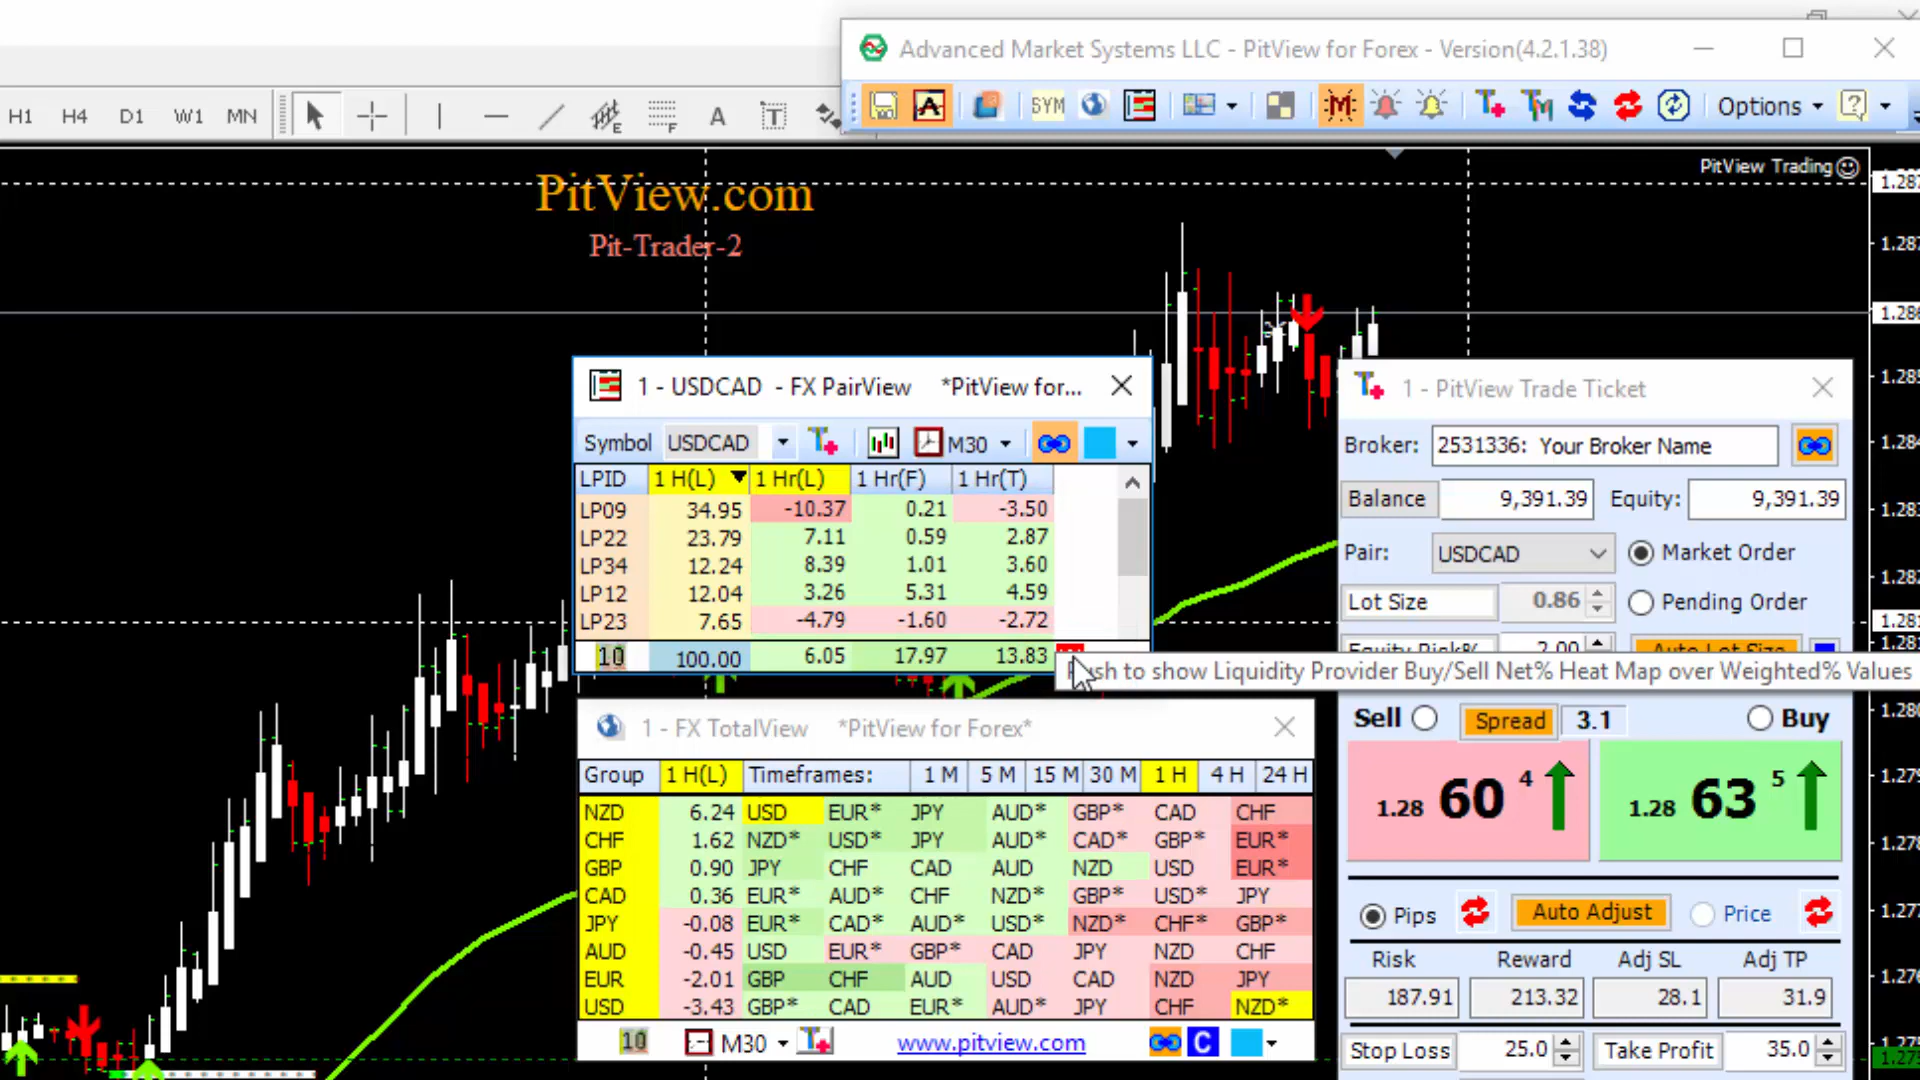 Advanced Market Systems LLC - PitView for Forex - Version(4.2.1.38)
H1 H4 D1 W1 MN E F A T
SYM M Options ?
PitView Trading
PitView.com
Pit-Trader-2
1 - USDCAD - FX PairView *PitView for...
Symbol USDCAD M30
LPID 1 H(L) 1 Hr(L) 1 Hr(F) 1 Hr(T)
LP09 34.95 -10.37 0.21 -3.50
LP22 23.79 7.11 0.59 2.87
LP34 12.24 8.39 1.01 3.60
LP12 12.04 3.26 5.31 4.59
LP23 7.65 -4.79 -1.60 -2.72
10 100.00 6.05 17.97 13.83
to show Liquidity Provider Buy/Sell Net% Heat Map over Weighted% Values
1 - FX TotalView *PitView for Forex*
Group 1 H(L) Timeframes: 1 M 5 M 15 M 30 M 1 H 4 H 24 H
NZD 6.24 USD EUR* JPY AUD* GBP* CAD CHF
CHF 1.62 NZD* USD* JPY AUD* CAD* GBP* EUR*
GBP 0.90 JPY CHF CAD AUD NZD USD EUR*
CAD 0.36 EUR* AUD* CHF NZD* GBP* USD* JPY
JPY -0.08 EUR* CAD* AUD* USD* NZD* CHF* GBP*
AUD -0.45 USD EUR* GBP* CAD JPY NZD CHF
EUR -2.01 GBP CHF AUD USD CAD NZD JPY
USD -3.43 GBP* CAD EUR* AUD* JPY CHF NZD*
10 M30 www.pitview.com C
1 - PitView Trade Ticket
Broker: 2531336: Your Broker Name
Balance 9,391.39 Equity: 9,391.39
Pair: USDCAD Market Order
Lot Size 0.86 Pending Order
Equity Risk% 2.00 Auto Lot Size
Sell Spread 3.1 Buy
1.28 60 4 1.28 63 5
Pips Auto Adjust Price
Risk Reward Adj SL Adj TP
187.91 213.32 28.1 31.9
Stop Loss 25.0 Take Profit 35.0